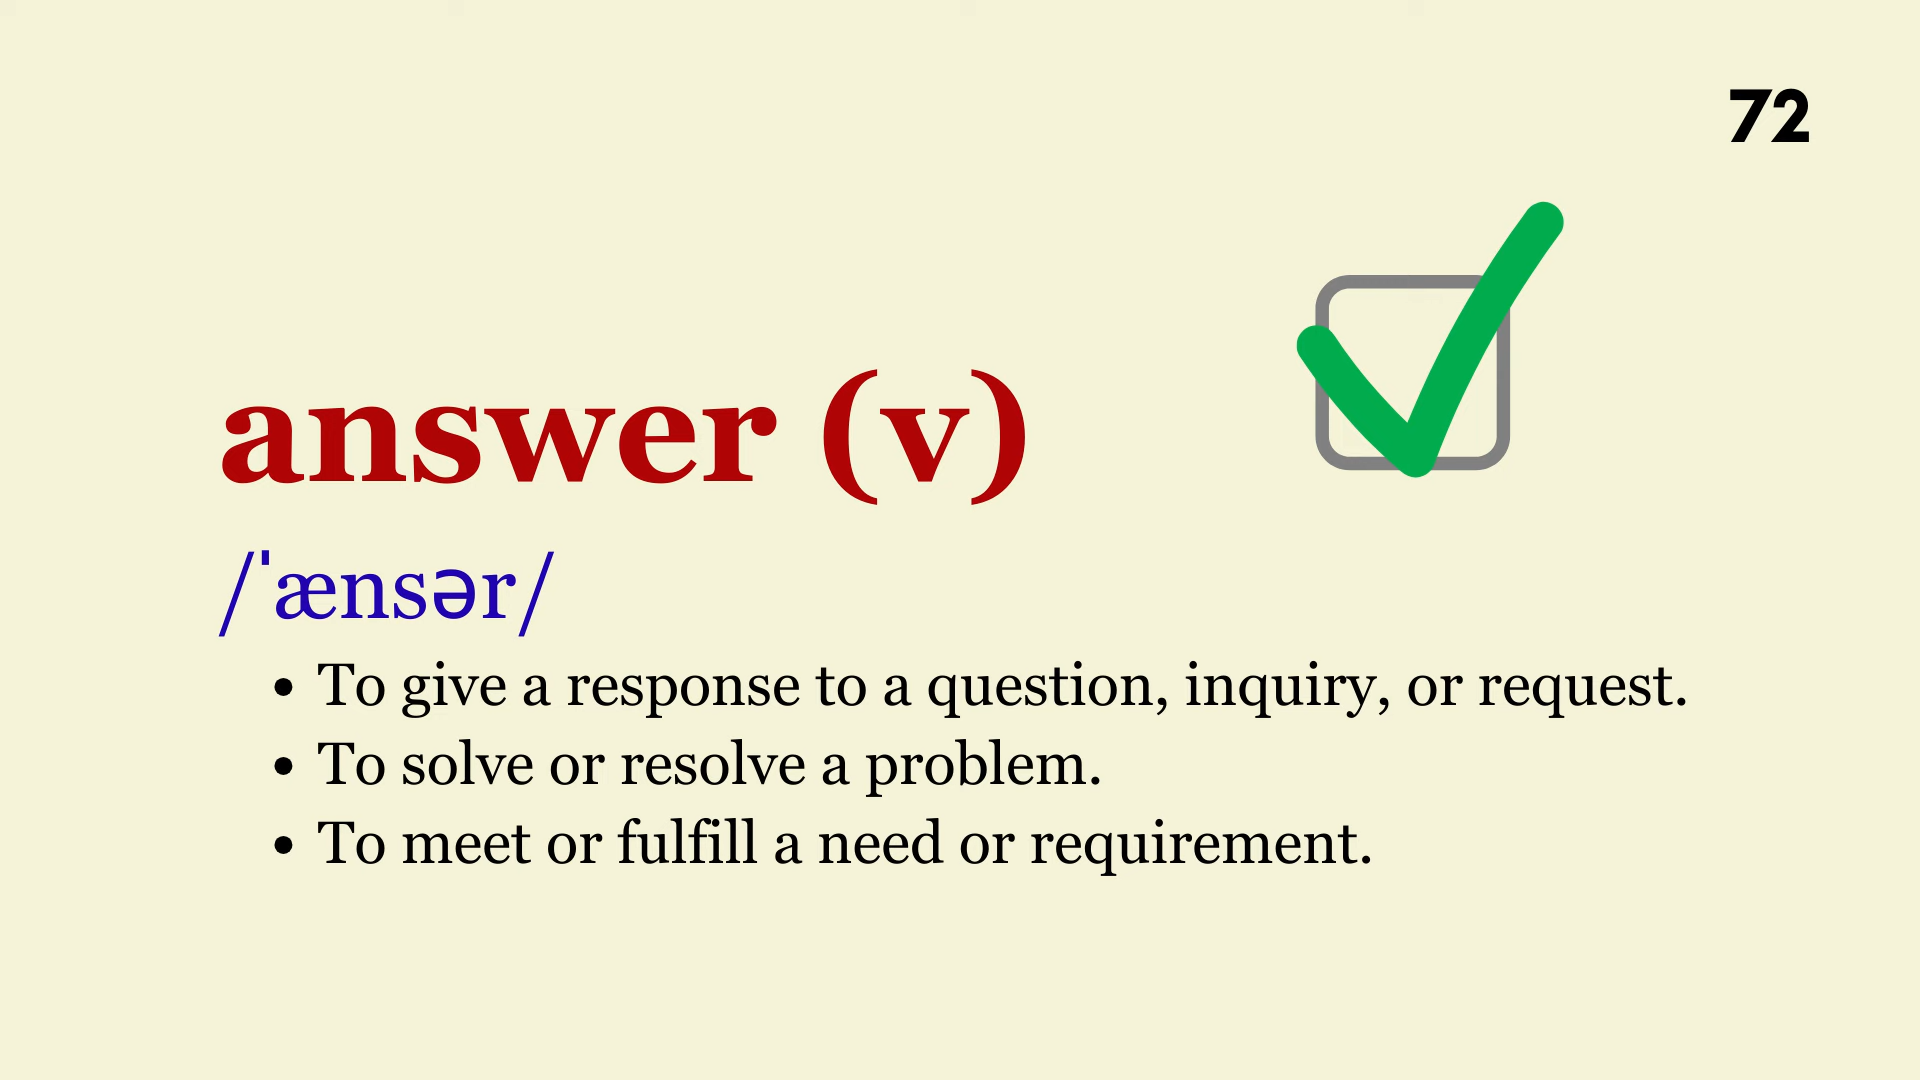 72
answer (v)
/ˈænsər/
• To give a response to a question, inquiry, or request.
• To solve or resolve a problem.
• To meet or fulfill a need or requirement.